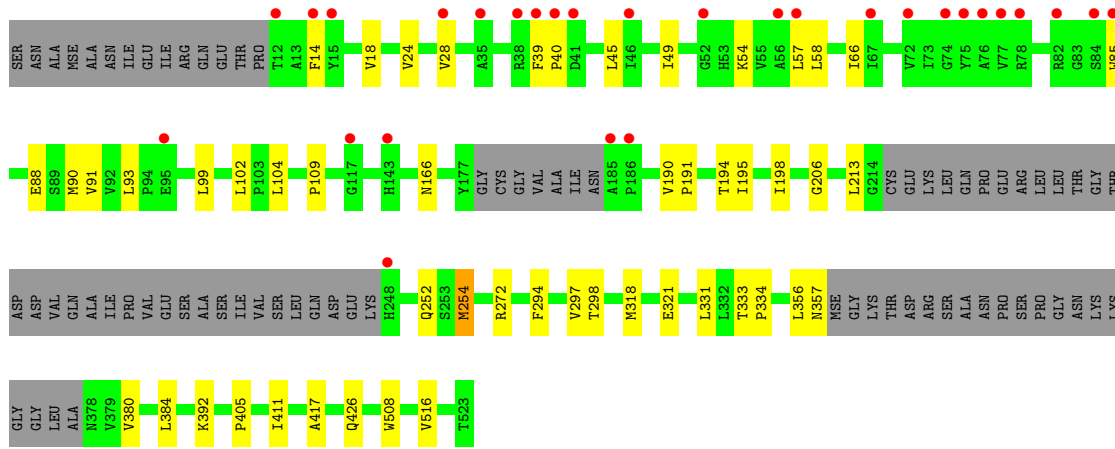 SER ASN ALA MSE ALA ASN ILE GLU ILE ARG GLN GLU THR PRO T12 A13 F14 Y15 V18 V24 V28 A35 R38 F39 P40 D41 L45 I46 I49 G52 H53 K54 V55 A56 L57 L58 I66 I67 V72 I73 G74 Y75 A76 V77 R78 R82 G83 S84 W85
E88 S89 M90 V91 V92 L93 P94 E95 L99 L102 P103 L104 P109 G117 H143 N166 Y177 GLY CYS GLY VAL ALA ILE ASN A185 P186 V190 P191 T194 I195 I198 G206 L213 G214 CYS GLU LYS LEU GLN PRO GLU ARG LEU LEU THR GLY THR
ASP ASP VAL GLN ALA ILE PRO VAL GLU SER ALA SER ILE VAL SER LEU GLN ASP GLU LYS H248 Q252 S253 M254 R272 F294 V297 T298 M318 E321 L331 L332 T333 P334 L356 N357 MSE GLY LYS THR ASP ARG SER ALA ASN PRO SER PRO GLY ASN LYS LYS
GLY GLY LEU ALA N378 V379 V380 L384 K392 P405 I411 A417 Q426 W508 V516 T523